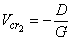 V_{cr_2} = -\frac{D}{G}